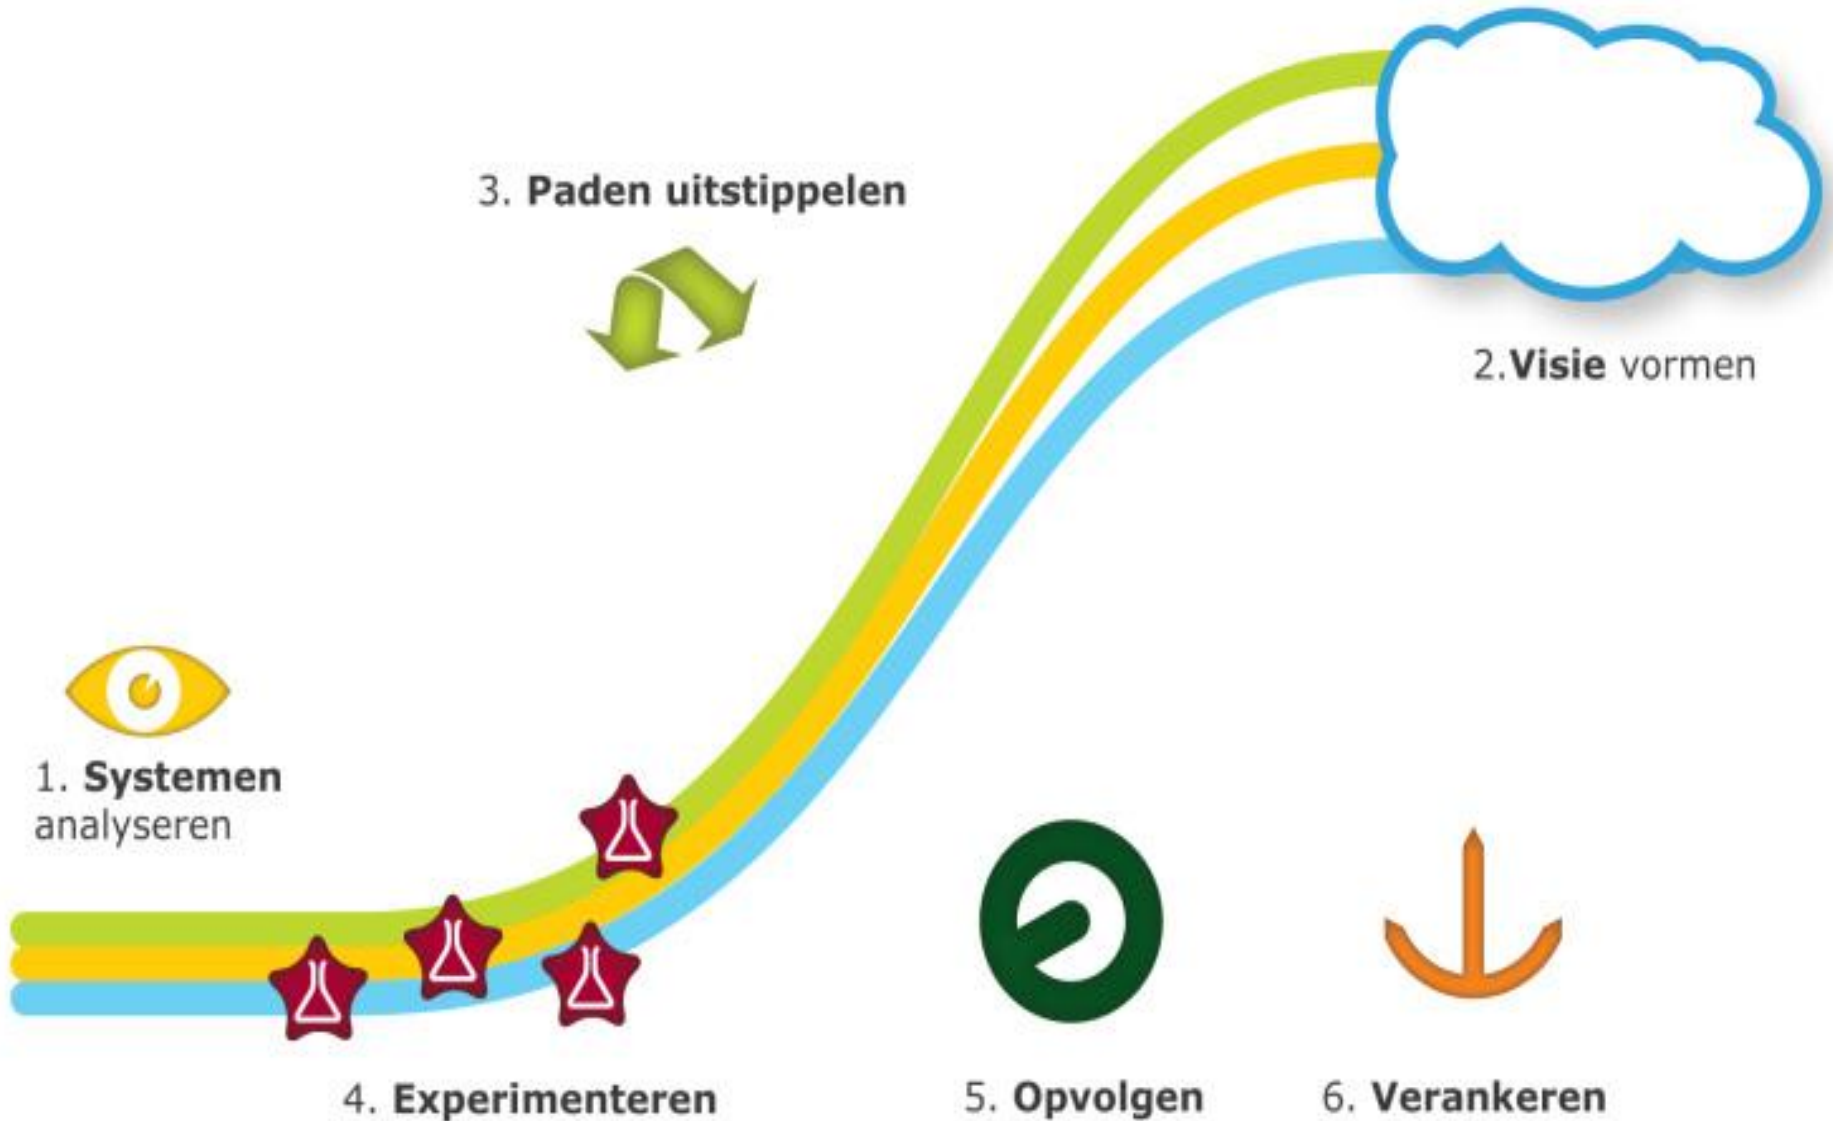 3. Paden uitstippelen
2.Visie vormen
1. Systemen
analyseren
4. Experimenteren
5. Opvolgen
6. Verankeren